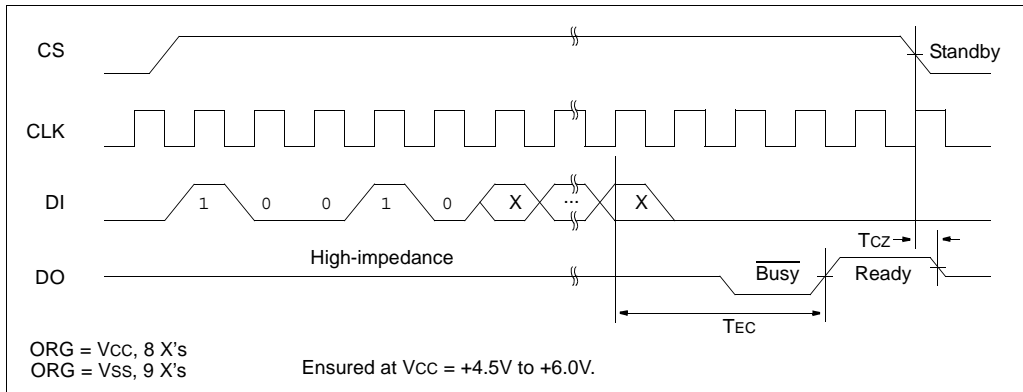 CS
Standby
CLK
DI 1 0 0 1 0 X ... X
TCZ
High-impedance
DO Busy Ready
TEC
ORG = VCC, 8 X's
ORG = VSS, 9 X's
Ensured at VCC = +4.5V to +6.0V.